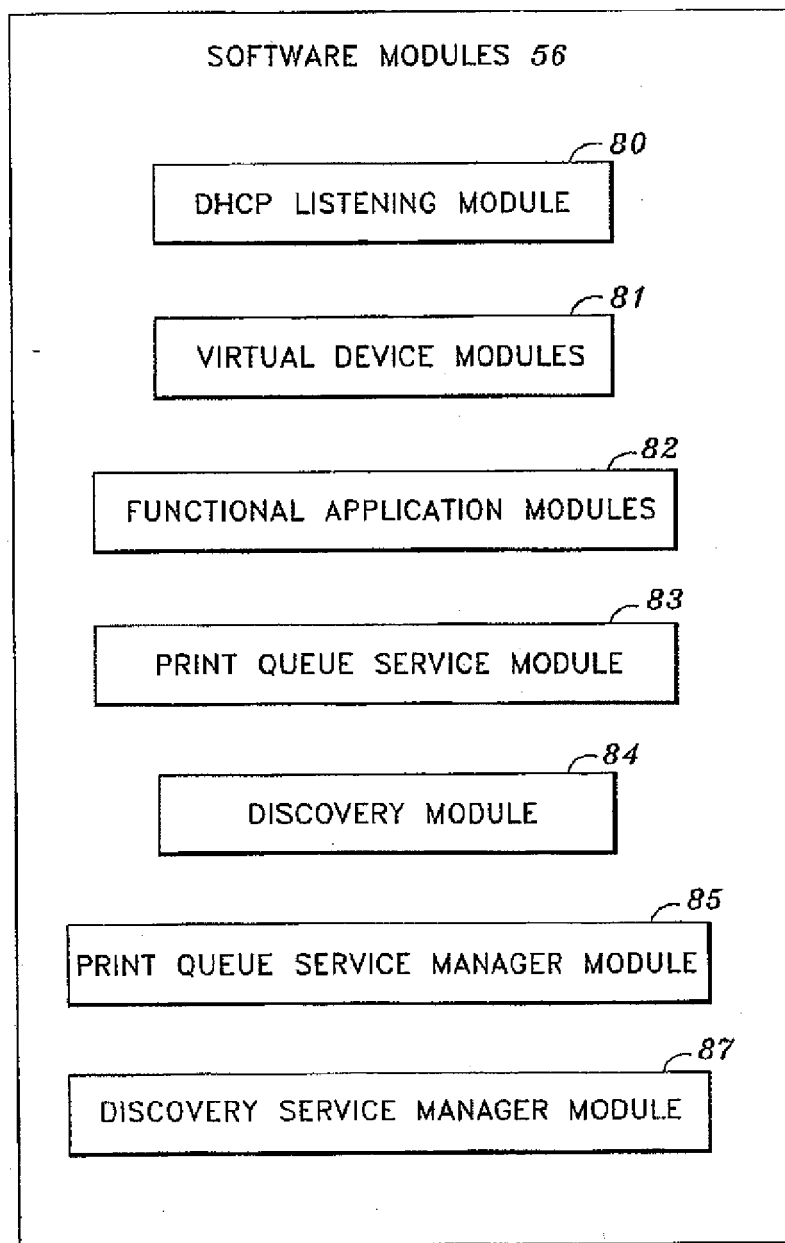 SOFTWARE MODULES 56
80
DHCP LISTENING MODULE
81
VIRTUAL DEVICE MODULES
82
FUNCTIONAL APPLICATION MODULES
83
PRINT QUEUE SERVICE MODULE
84
DISCOVERY MODULE
85
PRINT QUEUE SERVICE MANAGER MODULE
87
DISCOVERY SERVICE MANAGER MODULE